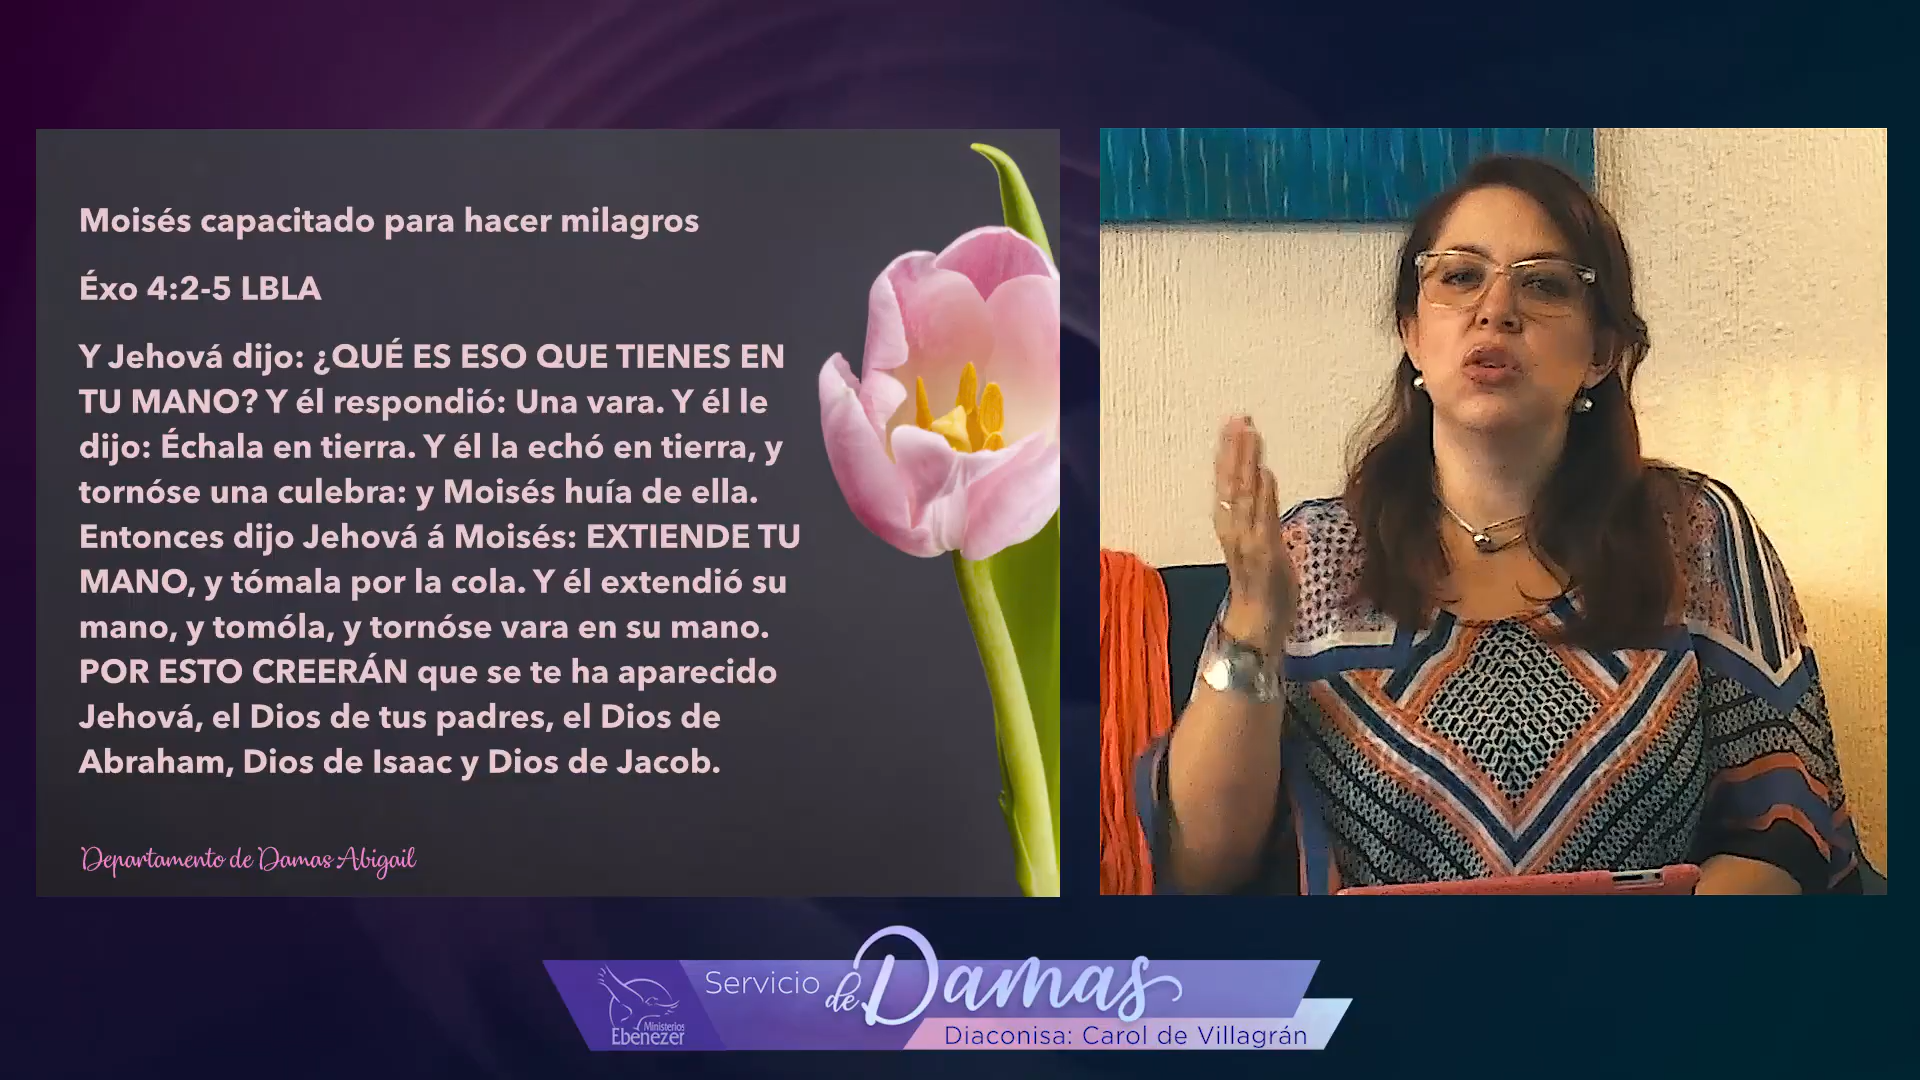 Moisés capacitado para hacer milagros
Éxo 4:2-5 LBLA
Y Jehová dijo: ¿QUÉ ES ESO QUE TIENES EN
TU MANO? Y él respondió: Una vara. Y él le
dijo: Échala en tierra. Y él la echó en tierra, y
tornóse una culebra: y Moisés huía de ella.
Entonces dijo Jehová á Moisés: EXTIENDE TU
MANO, y tómala por la cola. Y él extendió su
mano, y tomóla, y tornóse vara en su mano.
POR ESTO CREERÁN que se te ha aparecido
Jehová, el Dios de tus padres, el Dios de
Abraham, Dios de Isaac y Dios de Jacob.
Departamento de Damas Abigail
Ministerios
Ebenezer
Servicio de Damas
Diaconisa: Carol de Villagrán